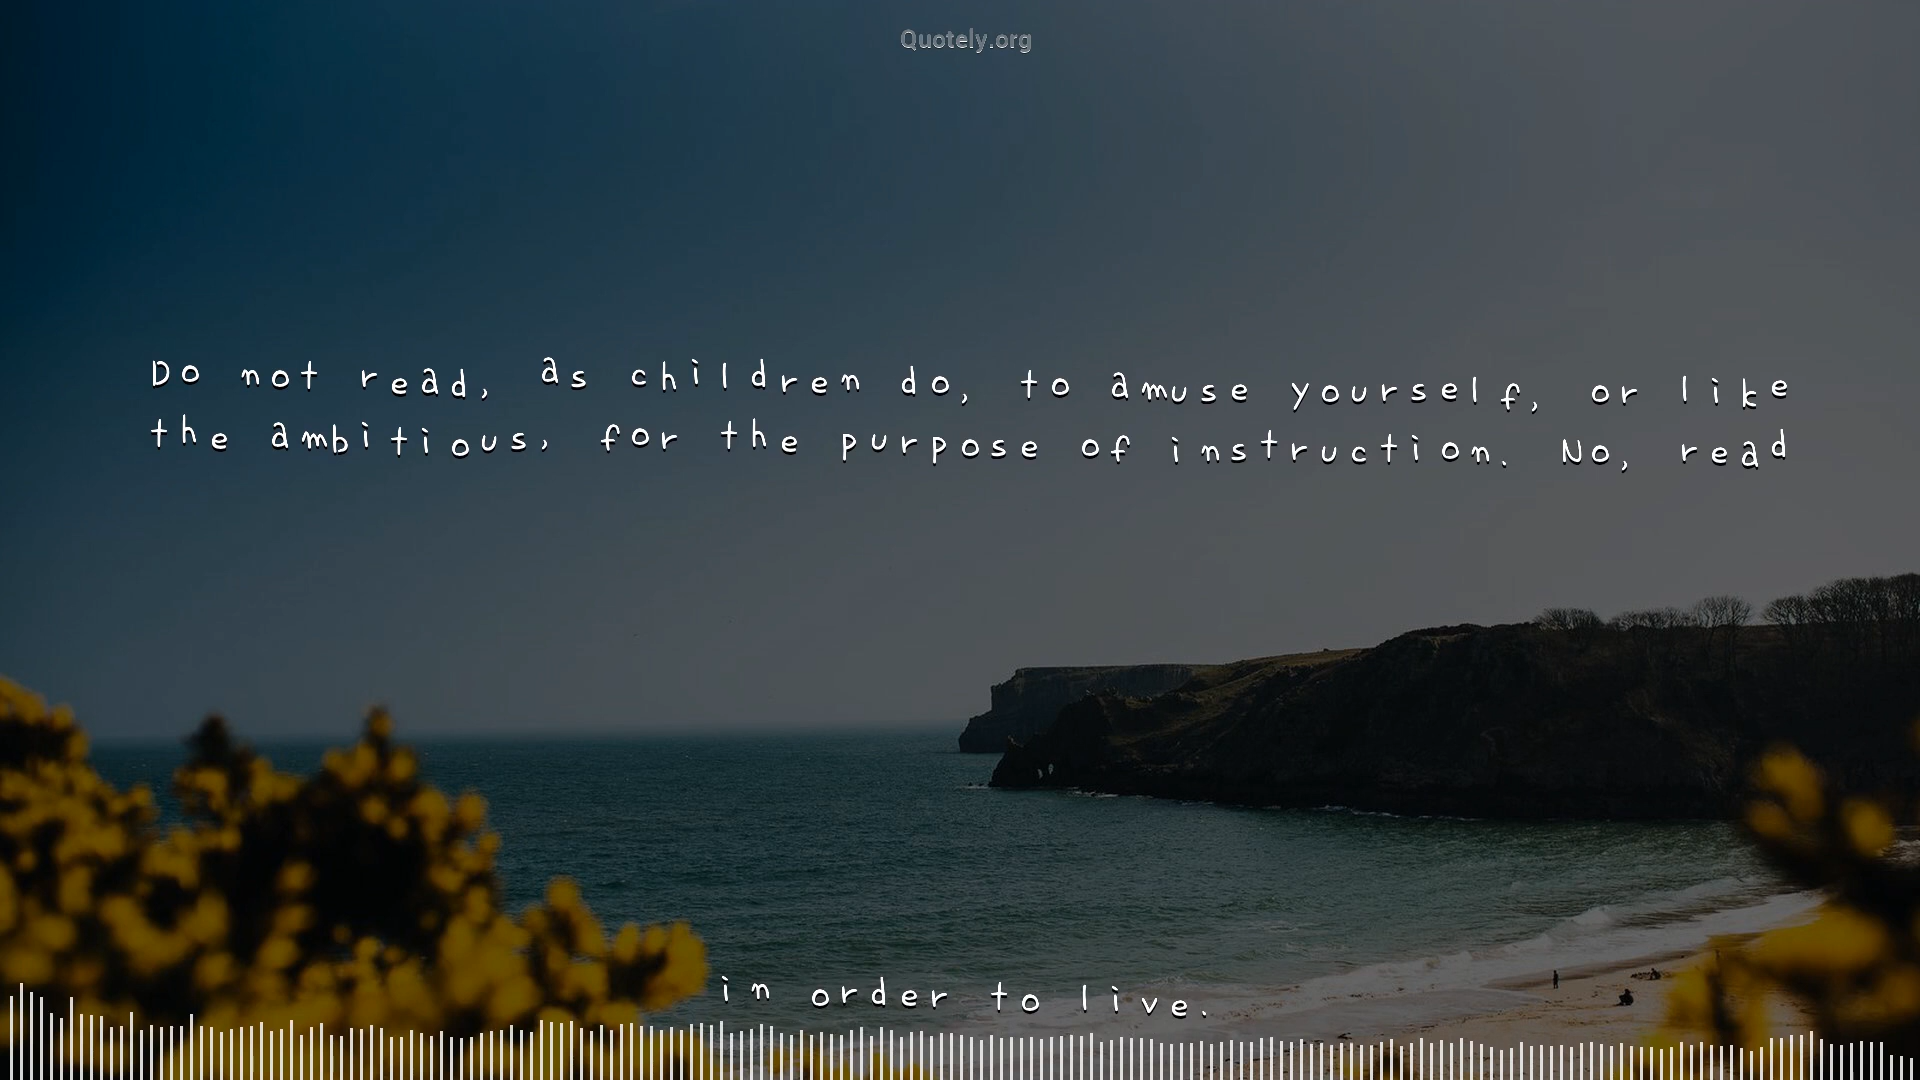 Quotely.org
Do not read, as children do, to amuse yourself, or like
the ambitious, for the purpose of instruction. No, read
in order to live.